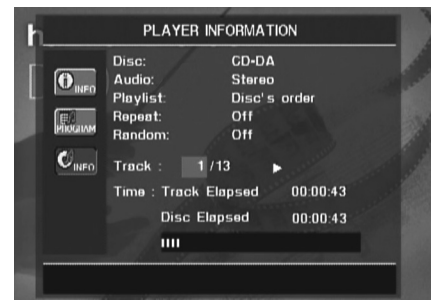 h
PLAYER INFORMATION
Disc: CD-DA
INFO
Audio: Stereo
Playlist: Disc's order
PROGRAM
Repeat: Off
Random: Off
INFO
Track : 1 /13
Time : Track Elapsed 00:00:43
Disc Elapsed 00:00:43